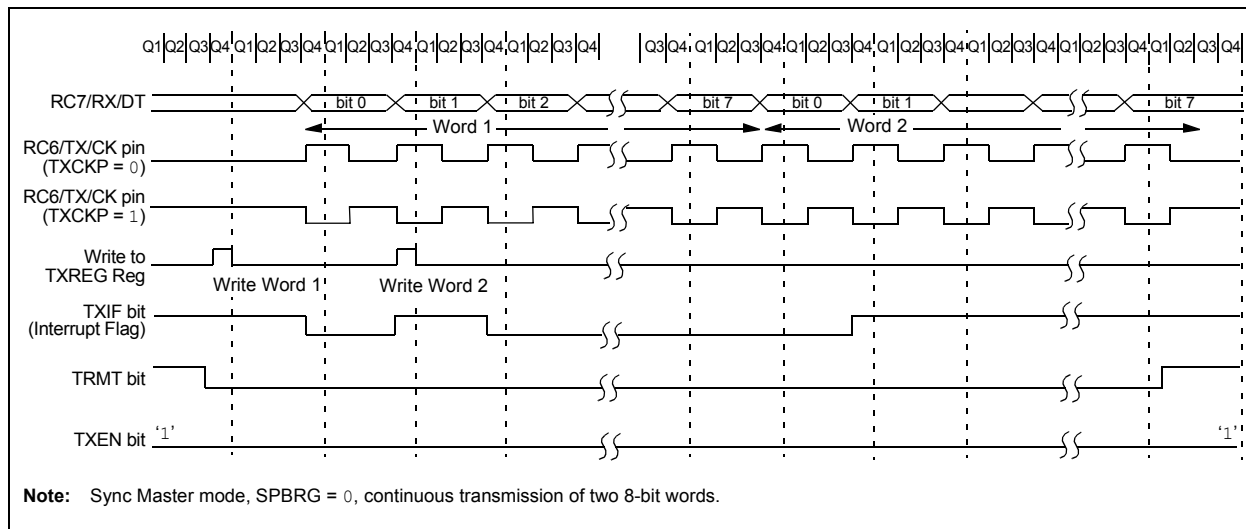 Q1 Q2 Q3 Q4 Q1 Q2 Q3 Q4 Q1 Q2 Q3 Q4 Q1 Q2 Q3 Q4 Q1 Q2 Q3 Q4 Q3 Q4 Q1 Q2 Q3 Q4 Q1 Q2 Q3 Q4 Q1 Q2 Q3 Q4 Q1 Q2 Q3 Q4 Q1 Q2 Q3 Q4 Q1 Q2 Q3 Q4
RC7/RX/DT bit 0 bit 1 bit 2 bit 7 bit 0 bit 1 bit 7
Word 1 Word 2
RC6/TX/CK pin
(TXCKP = 0)
RC6/TX/CK pin
(TXCKP = 1)
Write to
TXREG Reg
Write Word 1 Write Word 2
TXIF bit
(Interrupt Flag)
TRMT bit
TXEN bit '1' '1'
Note: Sync Master mode, SPBRG = 0, continuous transmission of two 8-bit words.